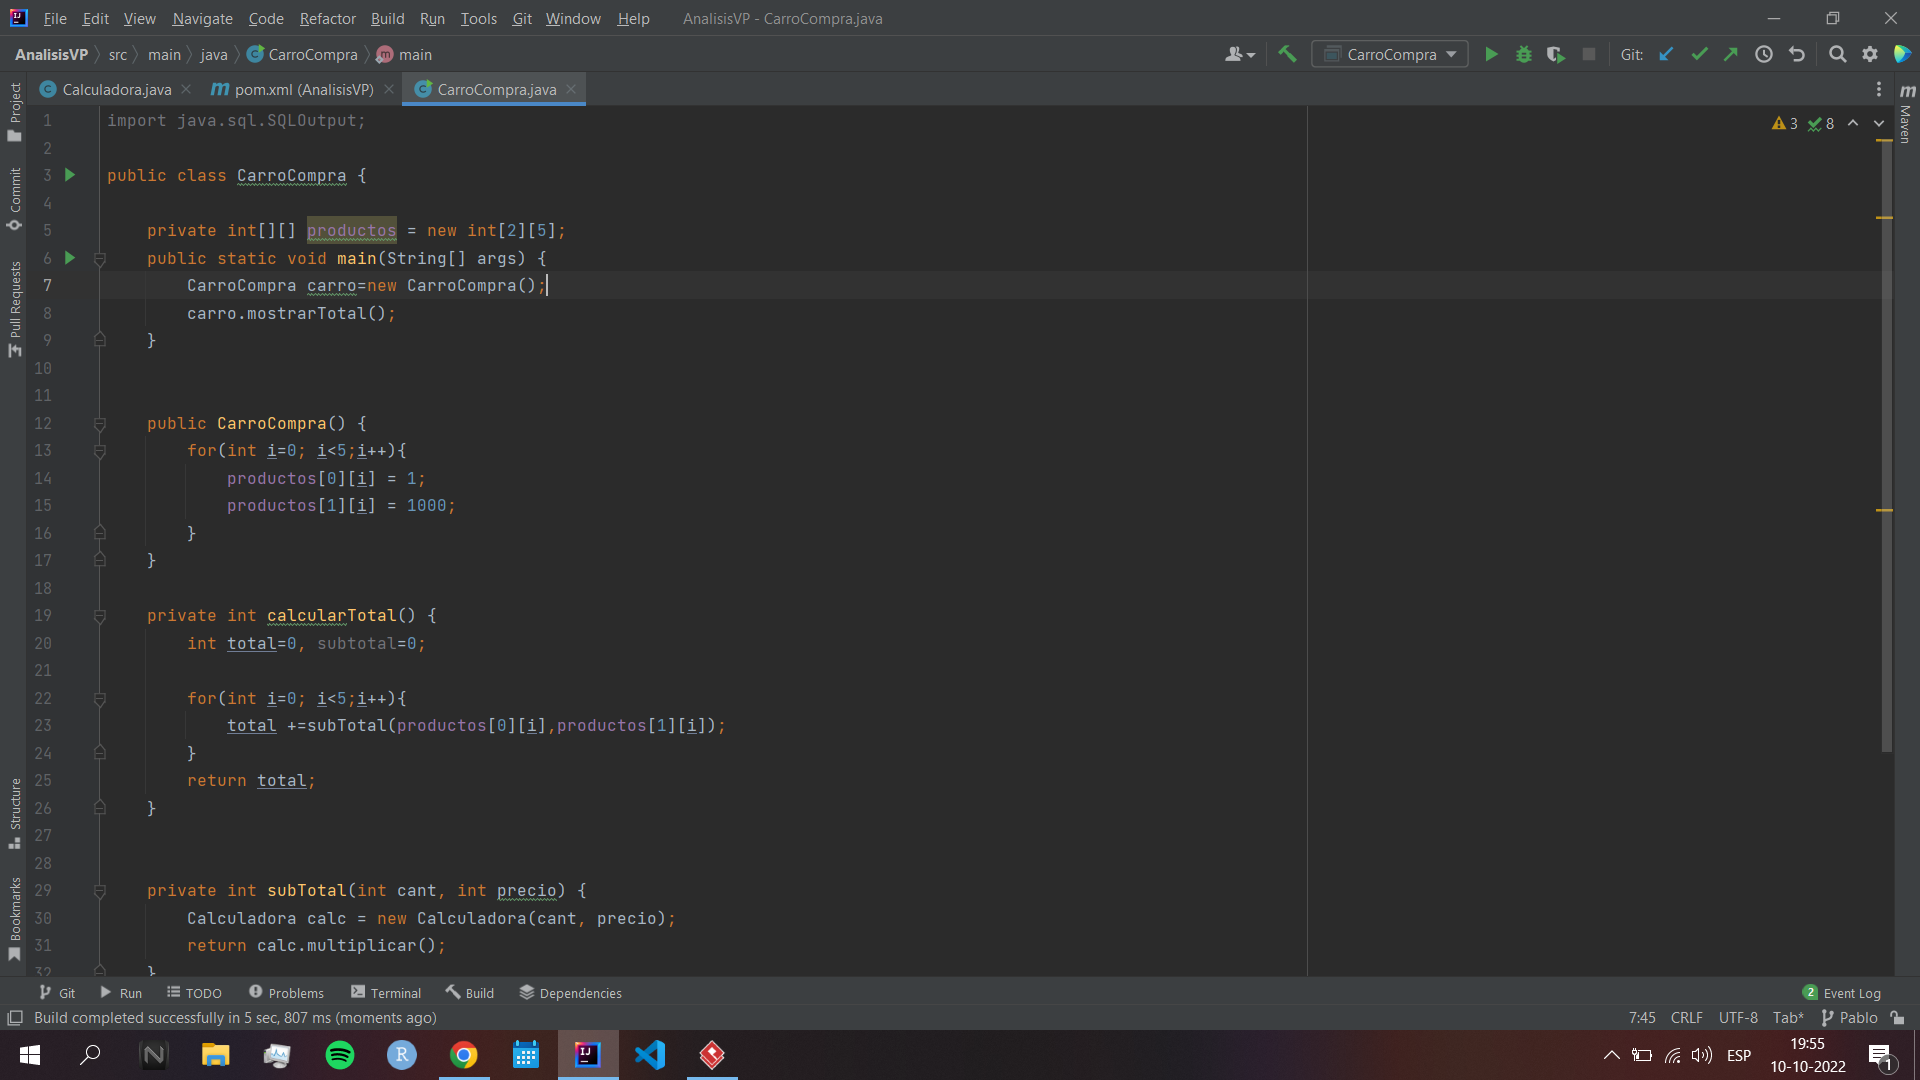 File Edit View Navigate Code Refactor Build Run Tools Git Window Help AnalisisVP - CarroCompra.java
AnalisisVP src main java CarroCompra main CarroCompra Git:
Calculadora.java pom.xml (AnalisisVP) CarroCompra.java
3 8
Project
Commit
Pull Requests
Structure
Bookmarks
Maven
1 import java.sql.SQLOutput;
2
3 public class CarroCompra {
4
5 private int[][] productos = new int[2][5];
6 public static void main(String[] args) {
7 CarroCompra carro=new CarroCompra();
8 carro.mostrarTotal();
9 }
10
11
12 public CarroCompra() {
13 for(int i=0; i<5;i++){
14 productos[0][i] = 1;
15 productos[1][i] = 1000;
16 }
17 }
18
19 private int calcularTotal() {
20 int total=0, subtotal=0;
21
22 for(int i=0; i<5;i++){
23 total +=subTotal(productos[0][i],productos[1][i]);
24 }
25 return total;
26 }
27
28
29 private int subTotal(int cant, int precio) {
30 Calculadora calc = new Calculadora(cant, precio);
31 return calc.multiplicar();
32 }
Git Run TODO Problems Terminal Build Dependencies 2 Event Log
Build completed successfully in 5 sec, 807 ms (moments ago) 7:45 CRLF UTF-8 Tab* Pablo
ESP 19:55
10-10-2022 1